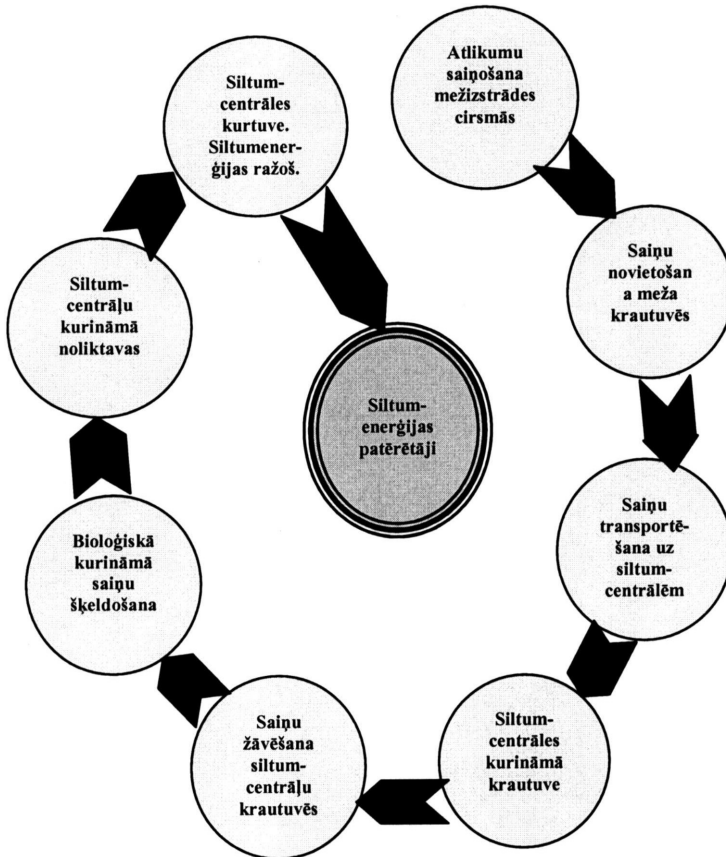 Atlikumu
saiņošana
mežizstrādes
cirsmās
Saiņu
novietošan
a meža
krautuvēs
Saiņu
transportē-
šana uz
siltum-
centrālēm
Siltum-
centrāles
kurināmā
krautuve
Saiņu
žāvēšana
siltum-
centrāļu
krautuvēs
Bioloģiskā
kurināmā
saiņu
šķeldošana
Siltum-
centrāļu
kurināmā
noliktavas
Siltum-
centrāles
kurtuve.
Siltumener-
ģijas ražoš.
Siltum-
enerģijas
patērētāji